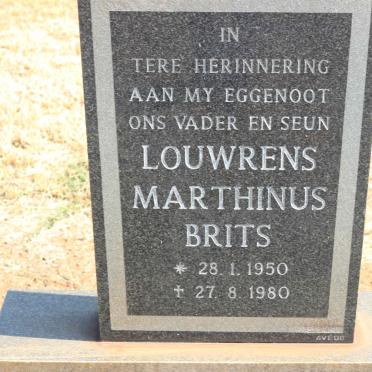 IN
TERE HERINNERING
AAN MY EGGENOOT
ONS VADER EN SEUN
LOUWRENS
MARTHINUS
BRITS
* 28. 1. 1950
† 27. 8. 1980